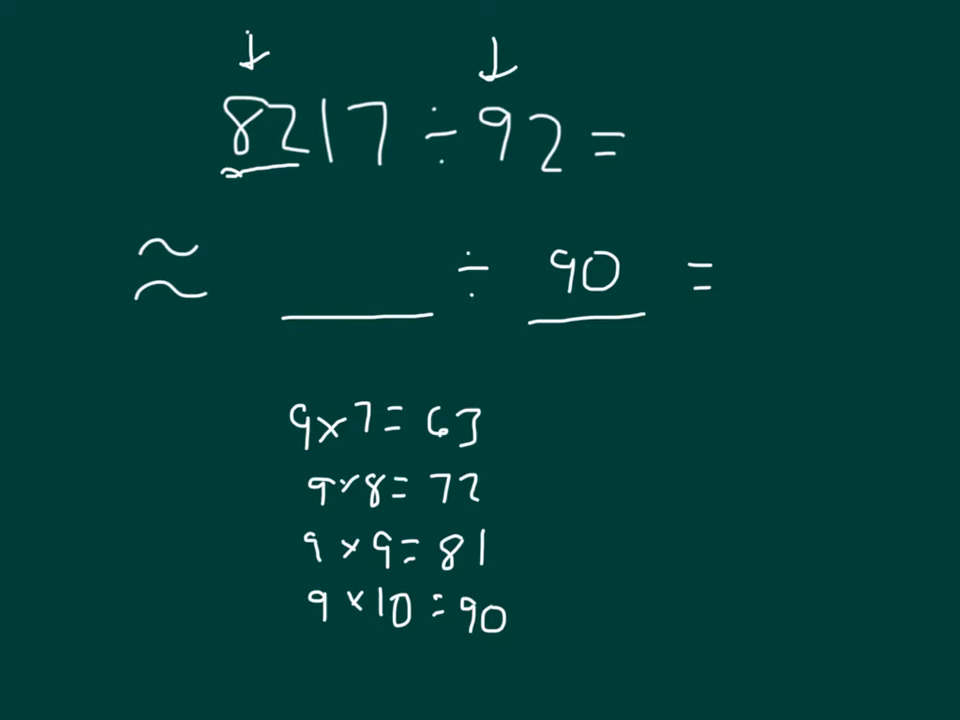 8217 ÷ 92 =
≈ ____ ÷ 90 =
9 × 7 = 63
9 × 8 = 72
9 × 9 = 81
9 × 10 = 90